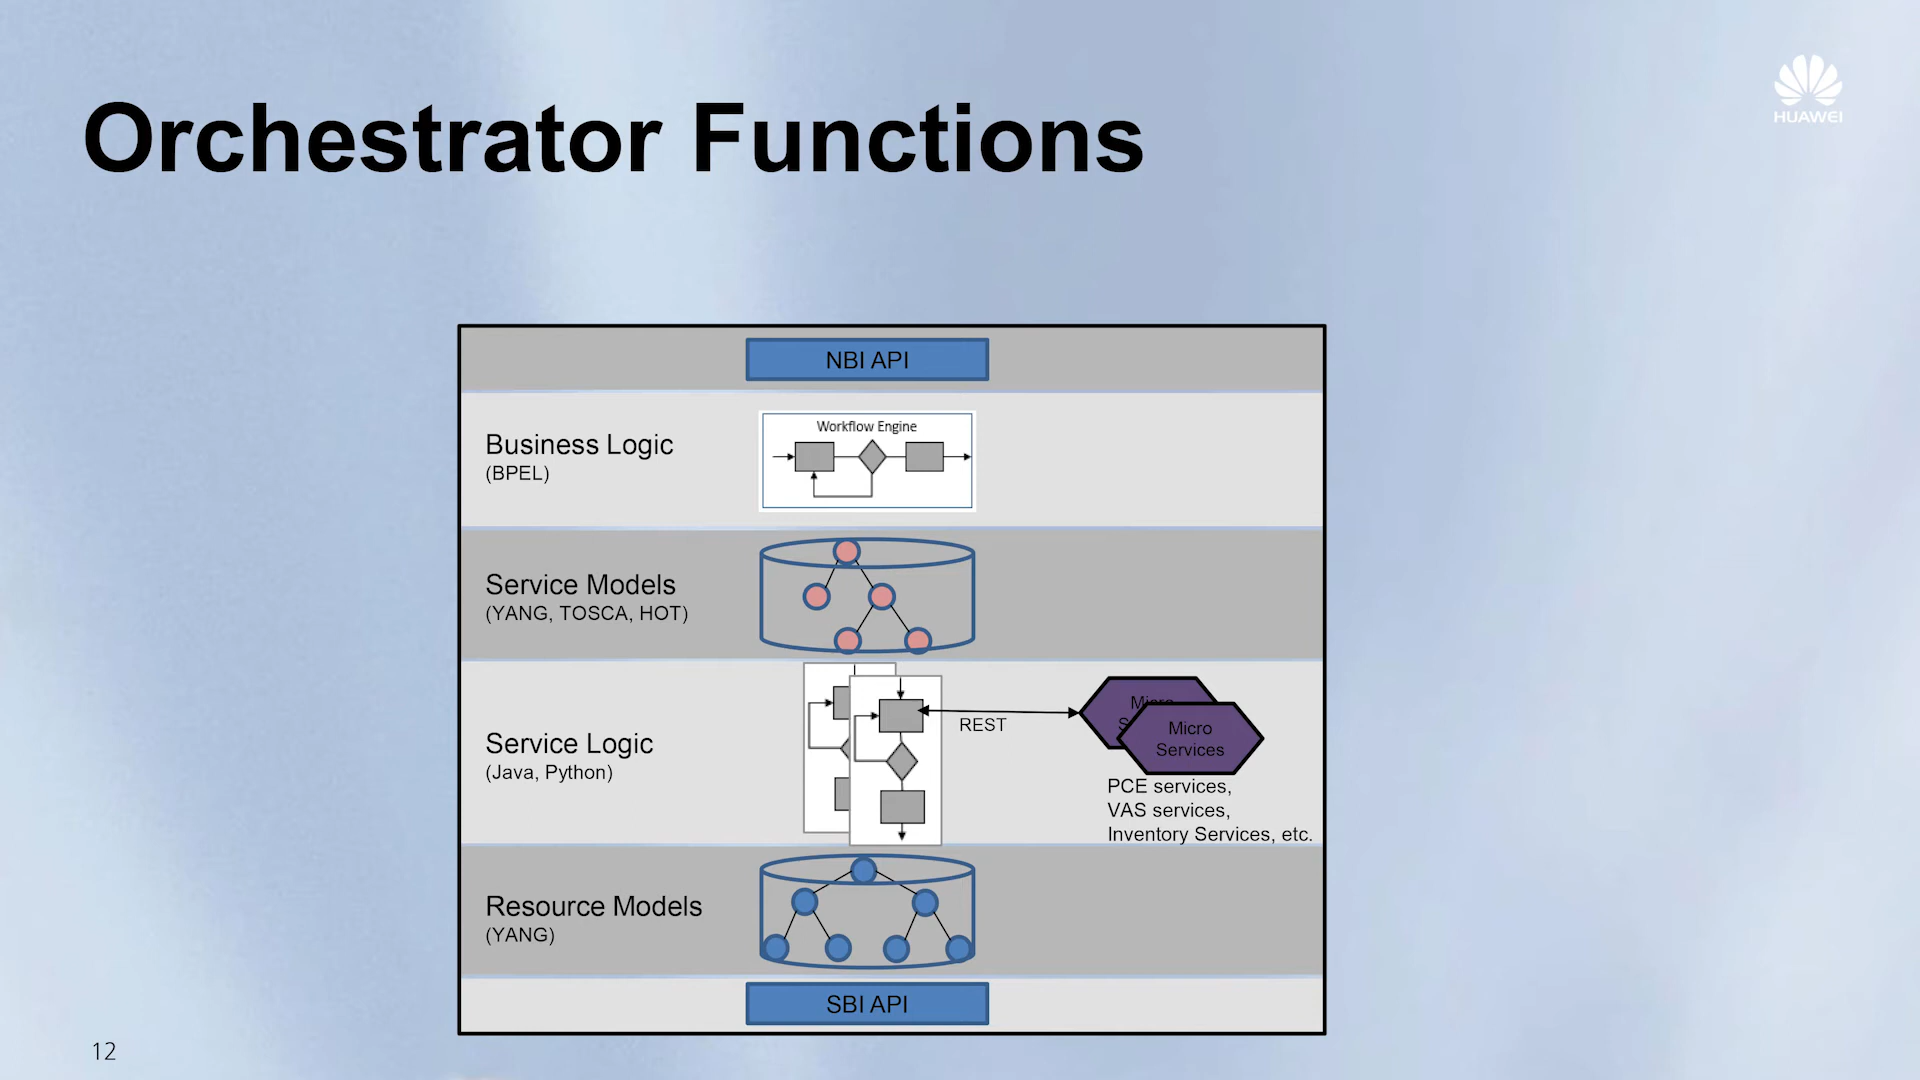 HUAWEI
Orchestrator Functions
NBI API
Business Logic
(BPEL)
Workflow Engine
Service Models
(YANG, TOSCA, HOT)
Service Logic
(Java, Python)
REST
Micro
Micro
Services
PCE services,
VAS services,
Inventory Services, etc.
Resource Models
(YANG)
SBI API
12